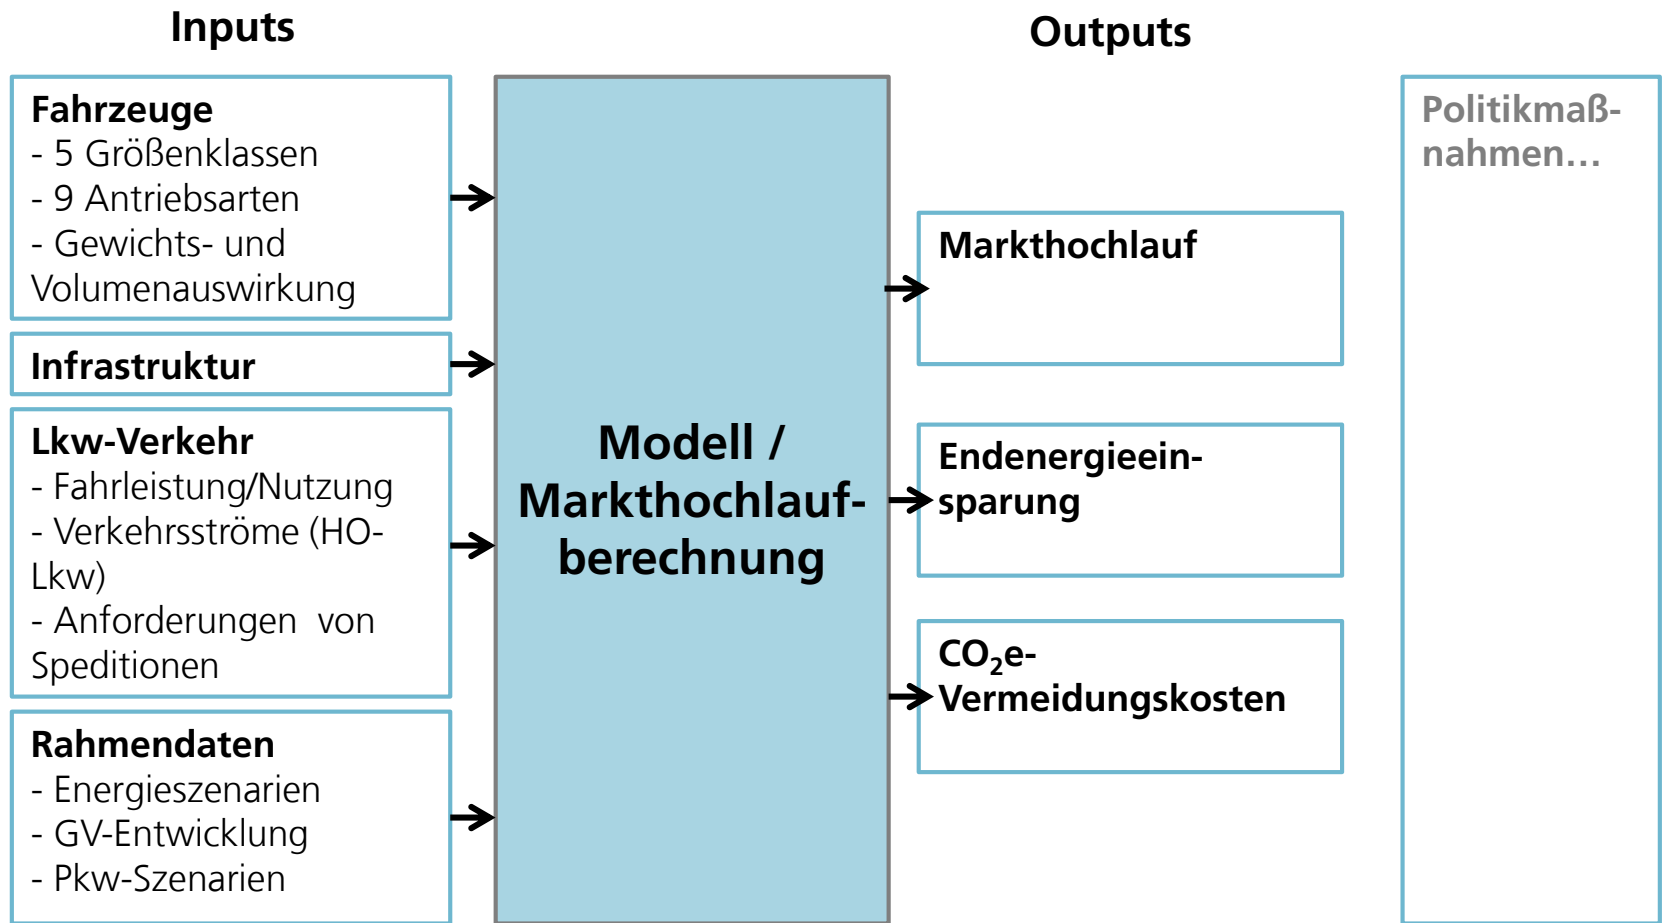 Inputs
Outputs
Fahrzeuge
- 5 Größenklassen
- 9 Antriebsarten
- Gewichts- und
Volumenauswirkung
Infrastruktur
Lkw-Verkehr
- Fahrleistung/Nutzung
- Verkehrsströme (HO-
Lkw)
- Anforderungen  von
Speditionen
Rahmendaten
- Energieszenarien
- GV-Entwicklung
- Pkw-Szenarien
Modell /
Markthochlauf-
berechnung
Markthochlauf
Endenergieein-
sparung
CO₂e-
Vermeidungskosten
Politikmaß-
nahmen…